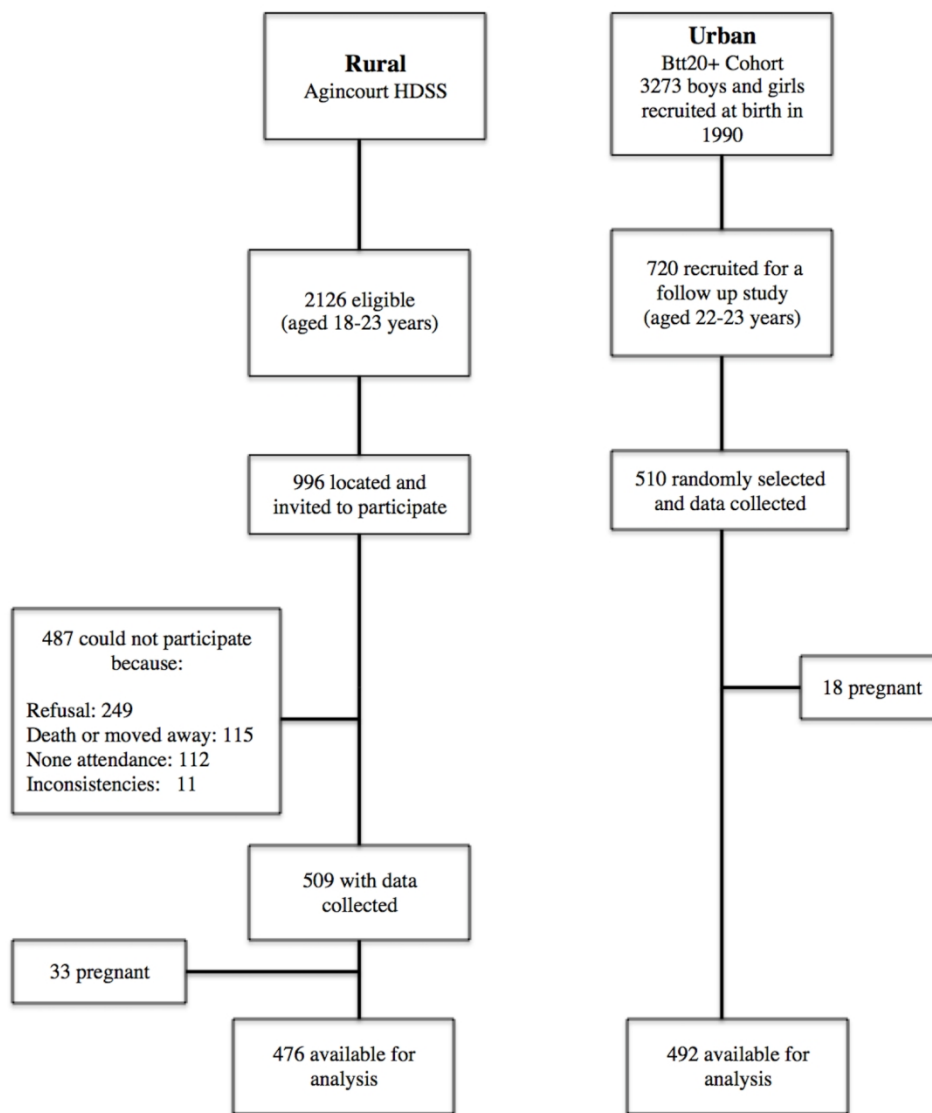 Rural
Agincourt HDSS
2126 eligible
(aged 18-23 years)
996 located and
invited to participate
487 could not participate
because:
Refusal: 249
Death or moved away: 115
None attendance: 112
Inconsistencies:   11
509 with data
collected
33 pregnant
476 available for
analysis
Urban
Btt20+ Cohort
3273 boys and girls
recruited at birth in
1990
720 recruited for a
follow up study
(aged 22-23 years)
510 randomly selected
and data collected
18 pregnant
492 available for
analysis